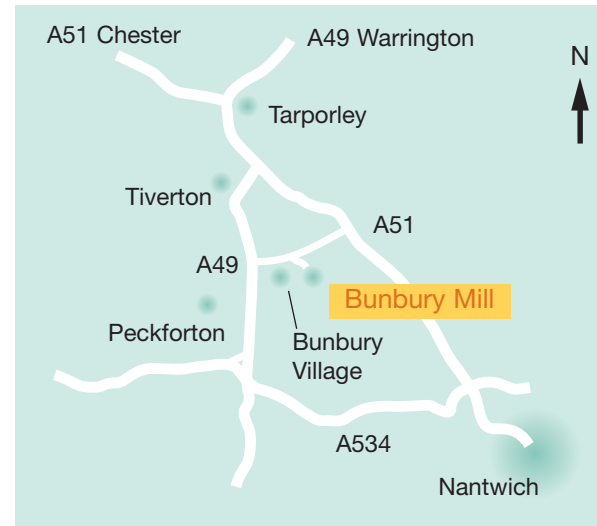 A51 Chester
A49 Warrington
N
Tarporley
Tiverton
A51
A49
Bunbury Mill
Peckforton
Bunbury
Village
A534
Nantwich